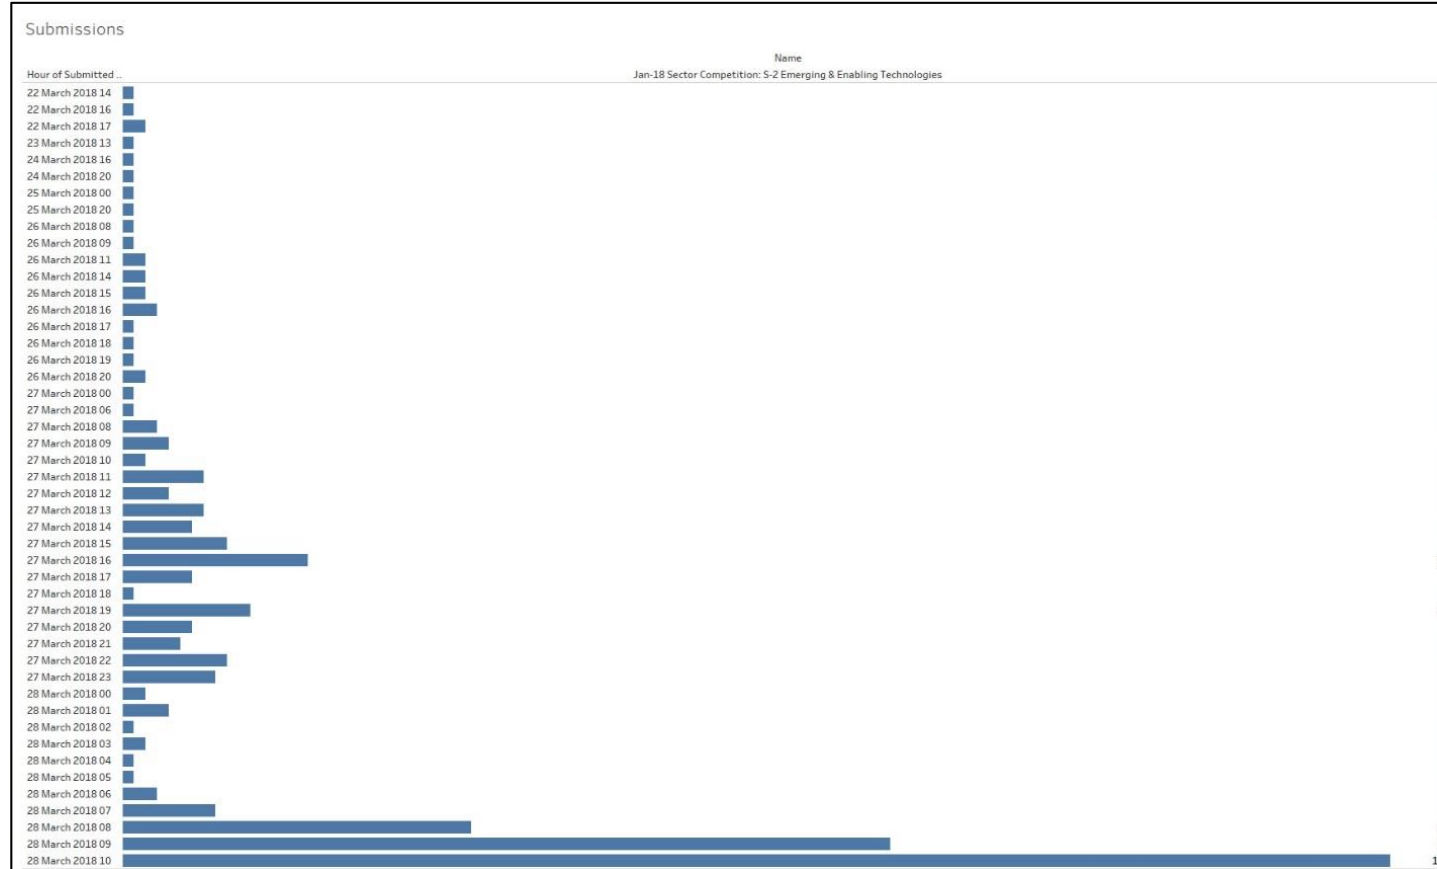 Submissions
Name
Hour of Submitted ..
Jan-18 Sector Competition: S-2 Emerging & Enabling Technologies
22 March 2018 14
22 March 2018 16
22 March 2018 17
23 March 2018 13
24 March 2018 16
24 March 2018 20
25 March 2018 00
25 March 2018 20
26 March 2018 08
26 March 2018 09
26 March 2018 11
26 March 2018 14
26 March 2018 15
26 March 2018 16
26 March 2018 17
26 March 2018 18
26 March 2018 19
26 March 2018 20
27 March 2018 00
27 March 2018 06
27 March 2018 08
27 March 2018 09
27 March 2018 10
27 March 2018 11
27 March 2018 12
27 March 2018 13
27 March 2018 14
27 March 2018 15
27 March 2018 16
27 March 2018 17
27 March 2018 18
27 March 2018 19
27 March 2018 20
27 March 2018 21
27 March 2018 22
27 March 2018 23
28 March 2018 00
28 March 2018 01
28 March 2018 02
28 March 2018 03
28 March 2018 04
28 March 2018 05
28 March 2018 06
28 March 2018 07
28 March 2018 08
28 March 2018 09
28 March 2018 10 1